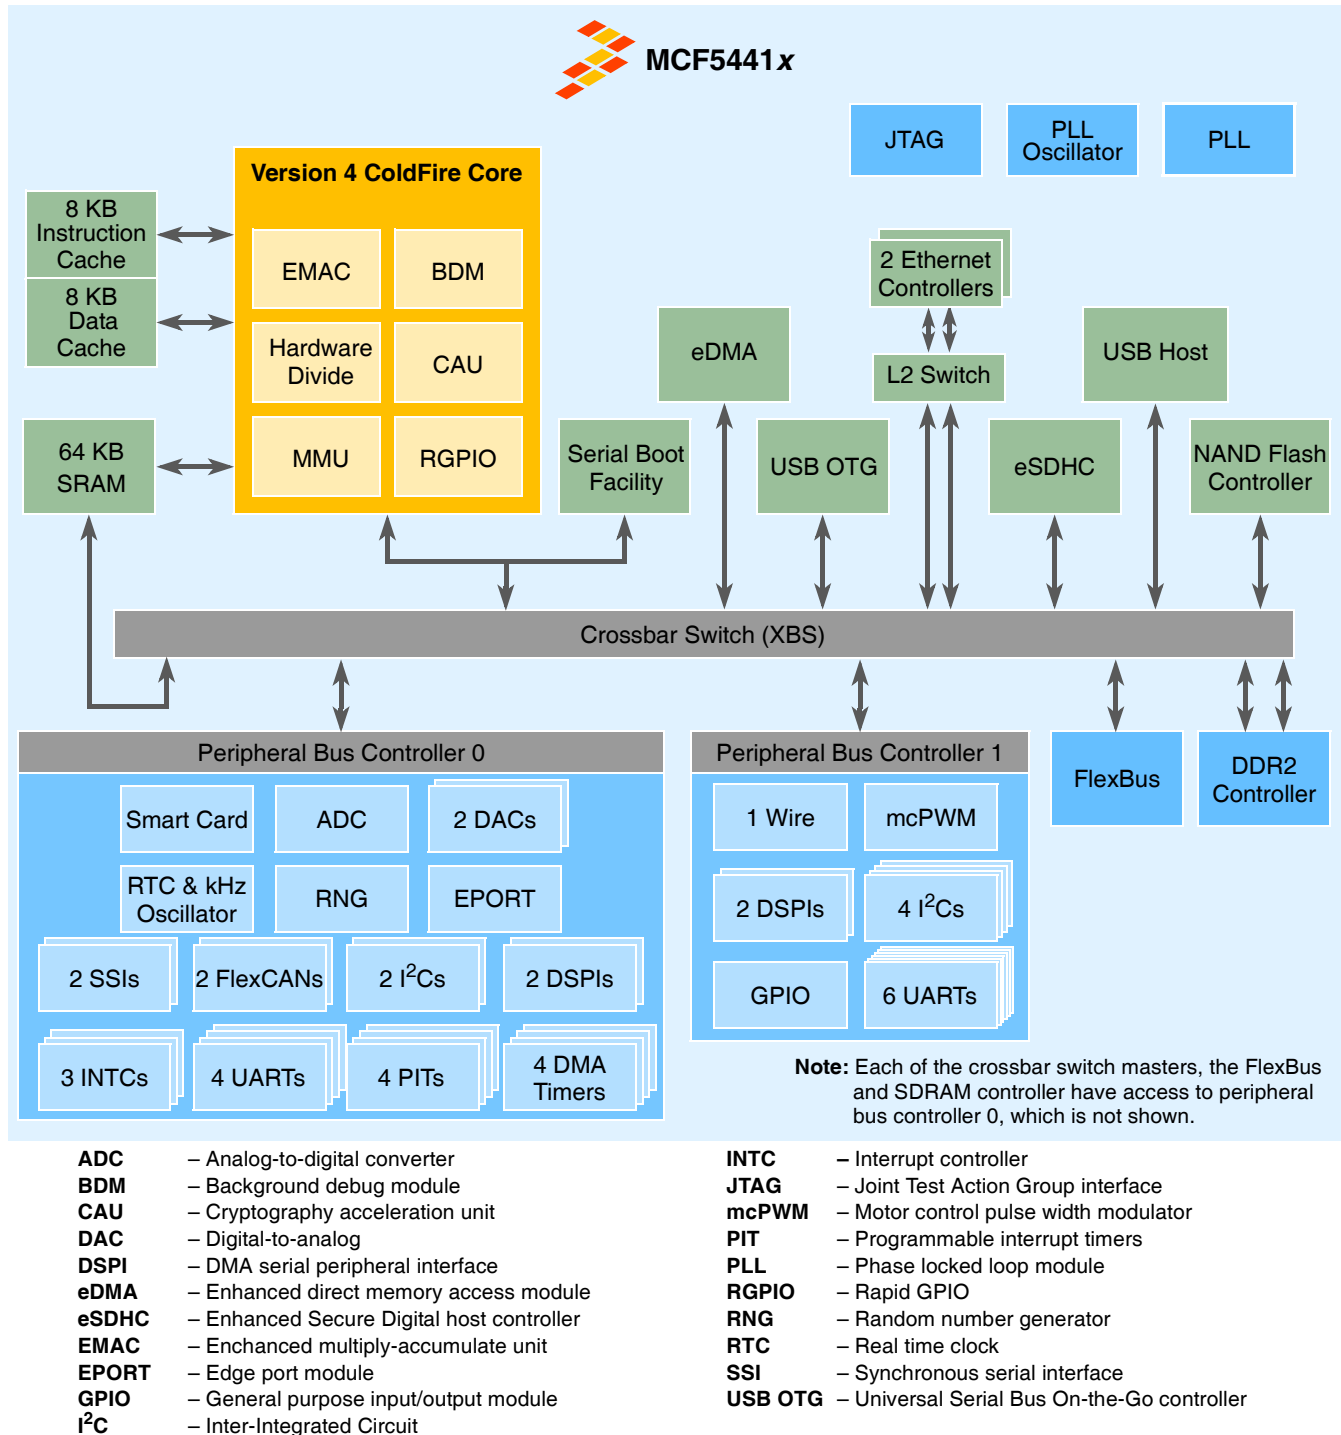 MCF5441x
JTAG
PLL
Oscillator
PLL
Version 4 ColdFire Core
8 KB
Instruction
Cache
8 KB
Data
Cache
64 KB
SRAM
EMAC
BDM
Hardware
Divide
CAU
MMU
RGPIO
Serial Boot
Facility
eDMA
USB OTG
2 Ethernet
Controllers
L2 Switch
eSDHC
USB Host
NAND Flash
Controller
Crossbar Switch (XBS)
Peripheral Bus Controller 0
Smart Card
ADC
2 DACs
RTC & kHz
Oscillator
RNG
EPORT
2 SSIs
2 FlexCANs
2 I²Cs
2 DSPIs
3 INTCs
4 UARTs
4 PITs
4 DMA
Timers
Peripheral Bus Controller 1
1 Wire
mcPWM
2 DSPIs
4 I²Cs
GPIO
6 UARTs
FlexBus
DDR2
Controller
Note: Each of the crossbar switch masters, the FlexBus
and SDRAM controller have access to peripheral
bus controller 0, which is not shown.
ADC – Analog-to-digital converter
BDM – Background debug module
CAU – Cryptography acceleration unit
DAC – Digital-to-analog
DSPI – DMA serial peripheral interface
eDMA – Enhanced direct memory access module
eSDHC – Enhanced Secure Digital host controller
EMAC – Enchanced multiply-accumulate unit
EPORT – Edge port module
GPIO – General purpose input/output module
I²C – Inter-Integrated Circuit
INTC – Interrupt controller
JTAG – Joint Test Action Group interface
mcPWM – Motor control pulse width modulator
PIT – Programmable interrupt timers
PLL – Phase locked loop module
RGPIO – Rapid GPIO
RNG – Random number generator
RTC – Real time clock
SSI – Synchronous serial interface
USB OTG – Universal Serial Bus On-the-Go controller